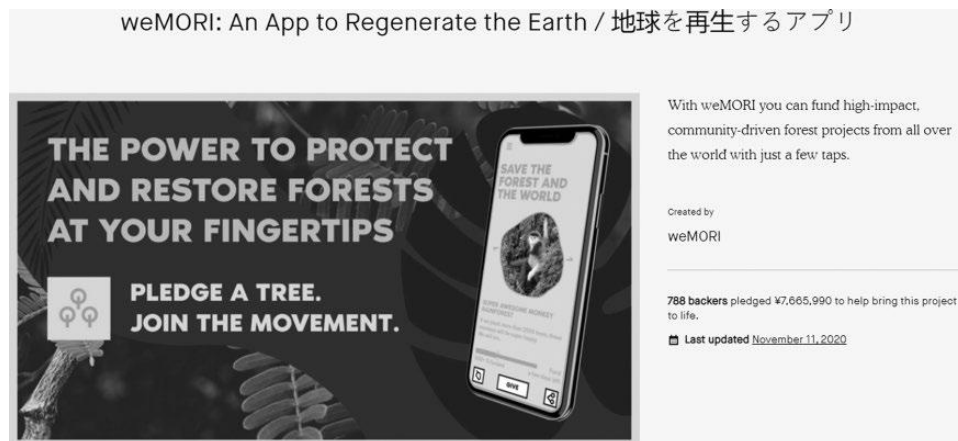 weMORI: An App to Regenerate the Earth / 地球を再生するアプリ
THE POWER TO PROTECT
AND RESTORE FORESTS
AT YOUR FINGERTIPS
PLEDGE A TREE.
JOIN THE MOVEMENT.
SAVE THE
FOREST AND
THE WORLD
SUPER AWESOME MONKEY
RAINFOREST
GIVE
With weMORI you can fund high-impact,
community-driven forest projects from all over
the world with just a few taps.
Created by
weMORI
788 backers pledged ¥7,665,990 to help bring this project
to life.
Last updated November 11, 2020